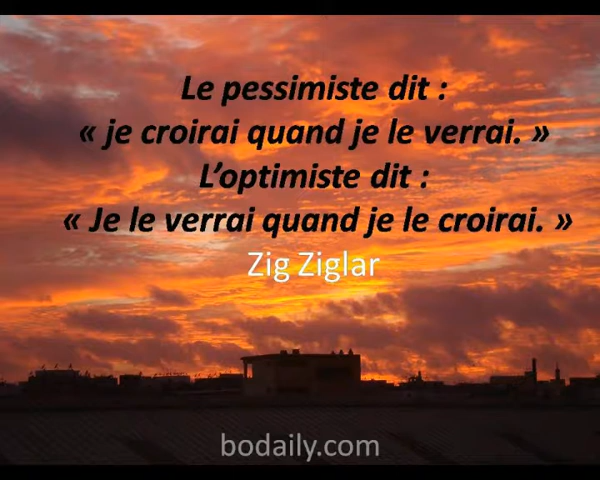 Le pessimiste dit :
« je croirai quand je le verrai. »
L’optimiste dit :
« Je le verrai quand je le croirai. »
Zig Ziglar
bodaily.com